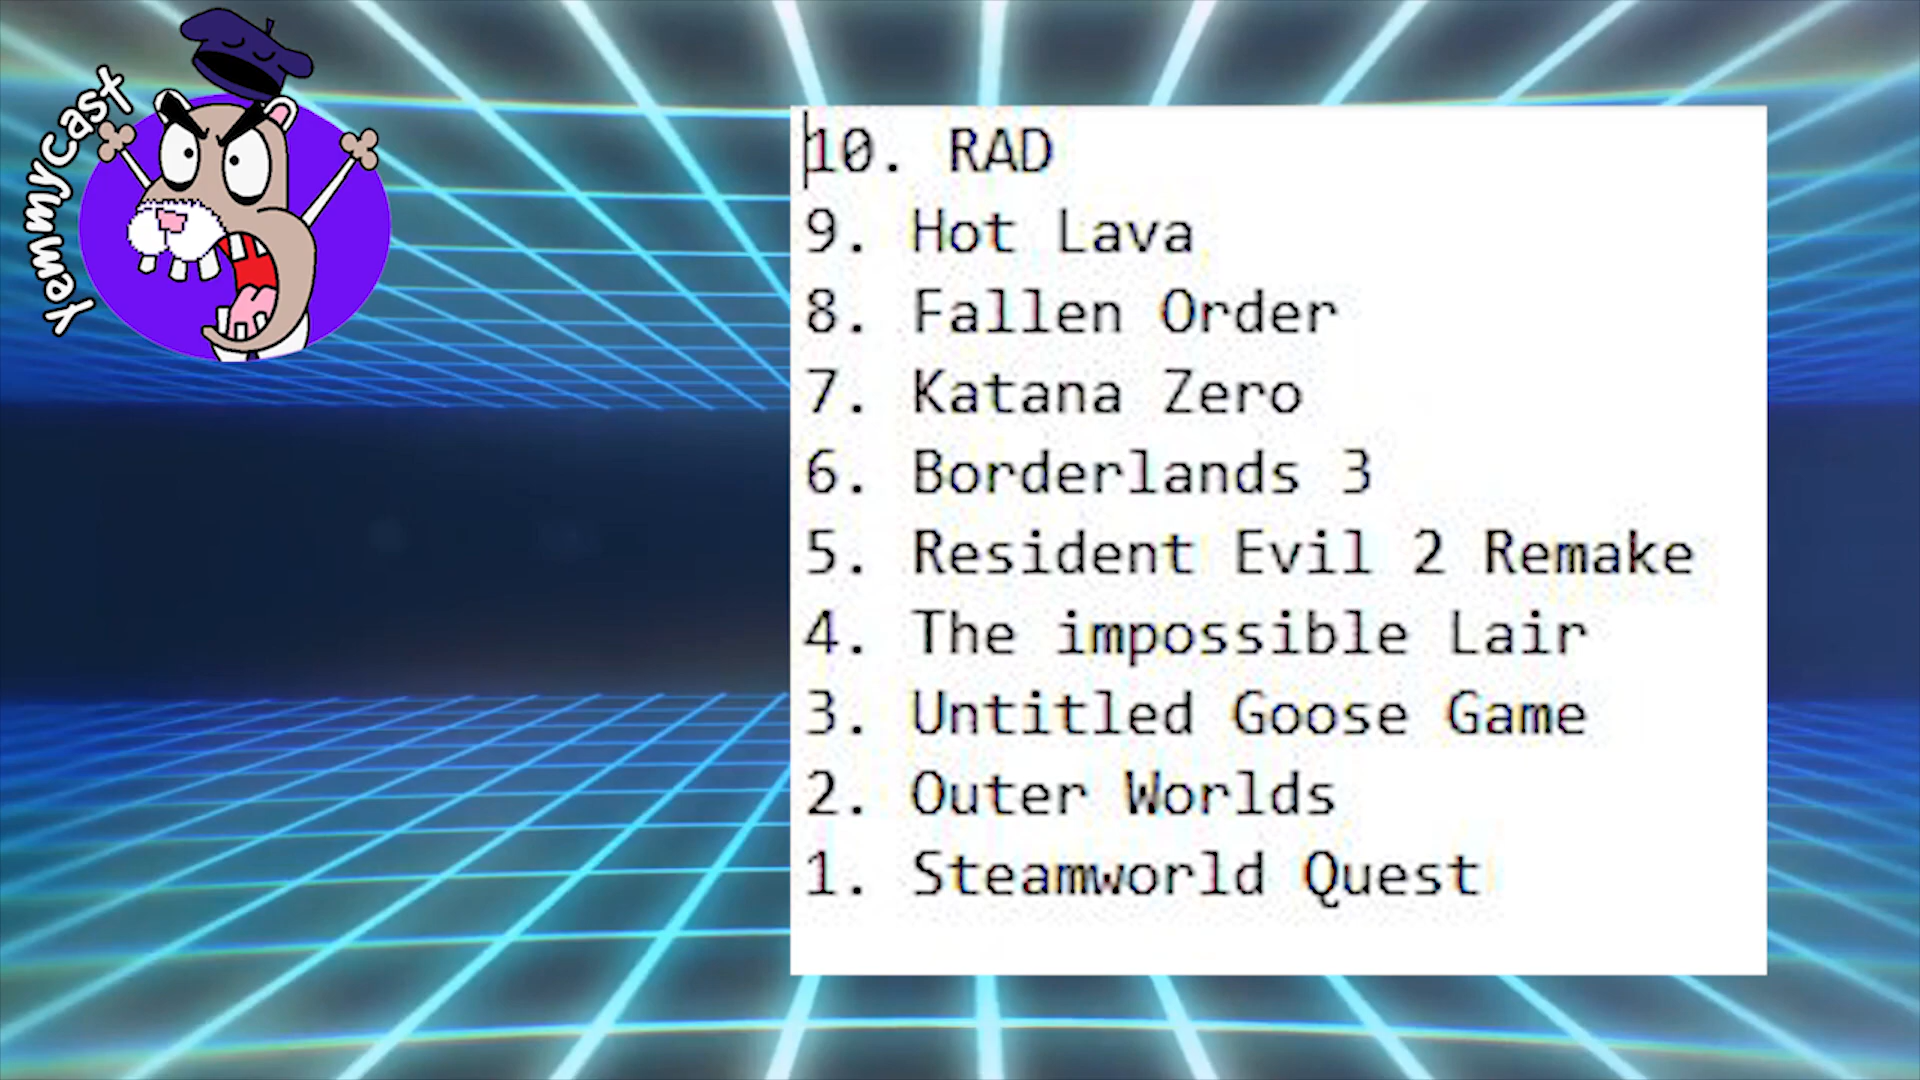 Yammycast
10. RAD
9. Hot Lava
8. Fallen Order
7. Katana Zero
6. Borderlands 3
5. Resident Evil 2 Remake
4. The impossible Lair
3. Untitled Goose Game
2. Outer Worlds
1. Steamworld Quest